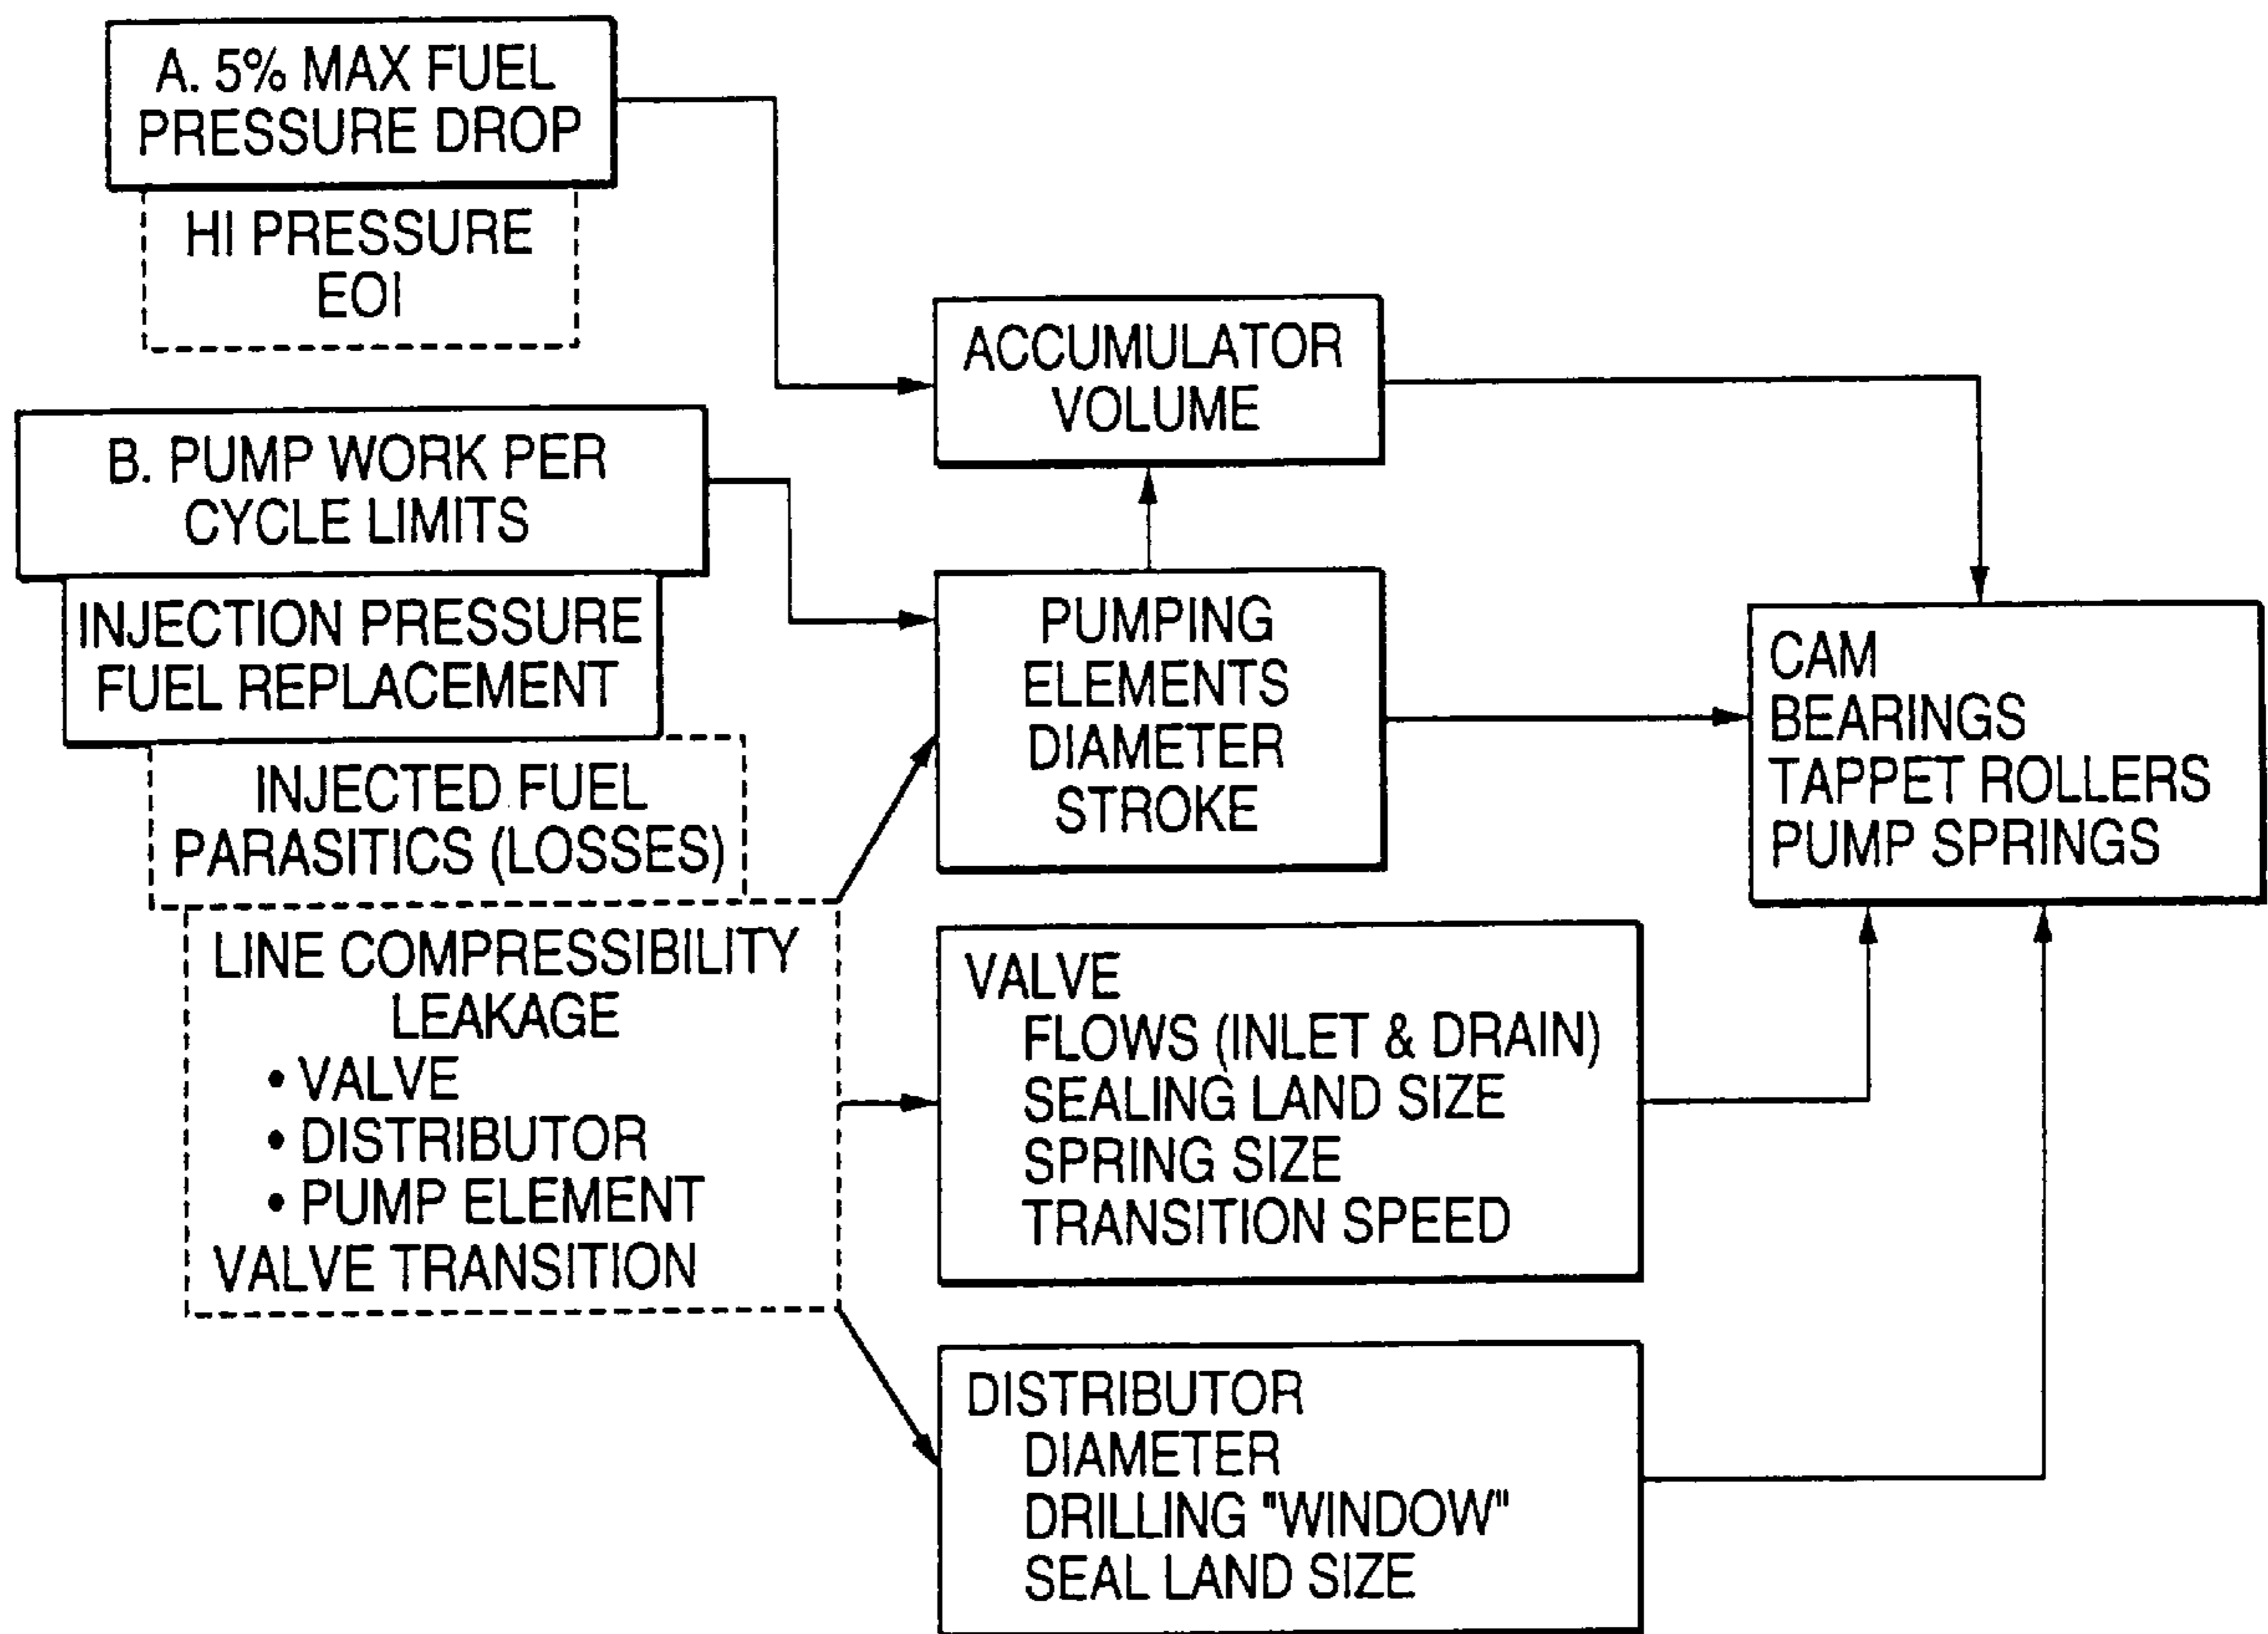 A. 5% MAX FUEL
PRESSURE DROP
HI PRESSURE
EOI
B. PUMP WORK PER
CYCLE LIMITS
INJECTION PRESSURE
FUEL REPLACEMENT
INJECTED FUEL
PARASITICS (LOSSES)
LINE COMPRESSIBILITY
LEAKAGE
• VALVE
• DISTRIBUTOR
• PUMP ELEMENT
VALVE TRANSITION
ACCUMULATOR
VOLUME
PUMPING
ELEMENTS
DIAMETER
STROKE
VALVE
FLOWS (INLET & DRAIN)
SEALING LAND SIZE
SPRING SIZE
TRANSITION SPEED
DISTRIBUTOR
DIAMETER
DRILLING "WINDOW"
SEAL LAND SIZE
CAM
BEARINGS
TAPPET ROLLERS
PUMP SPRINGS